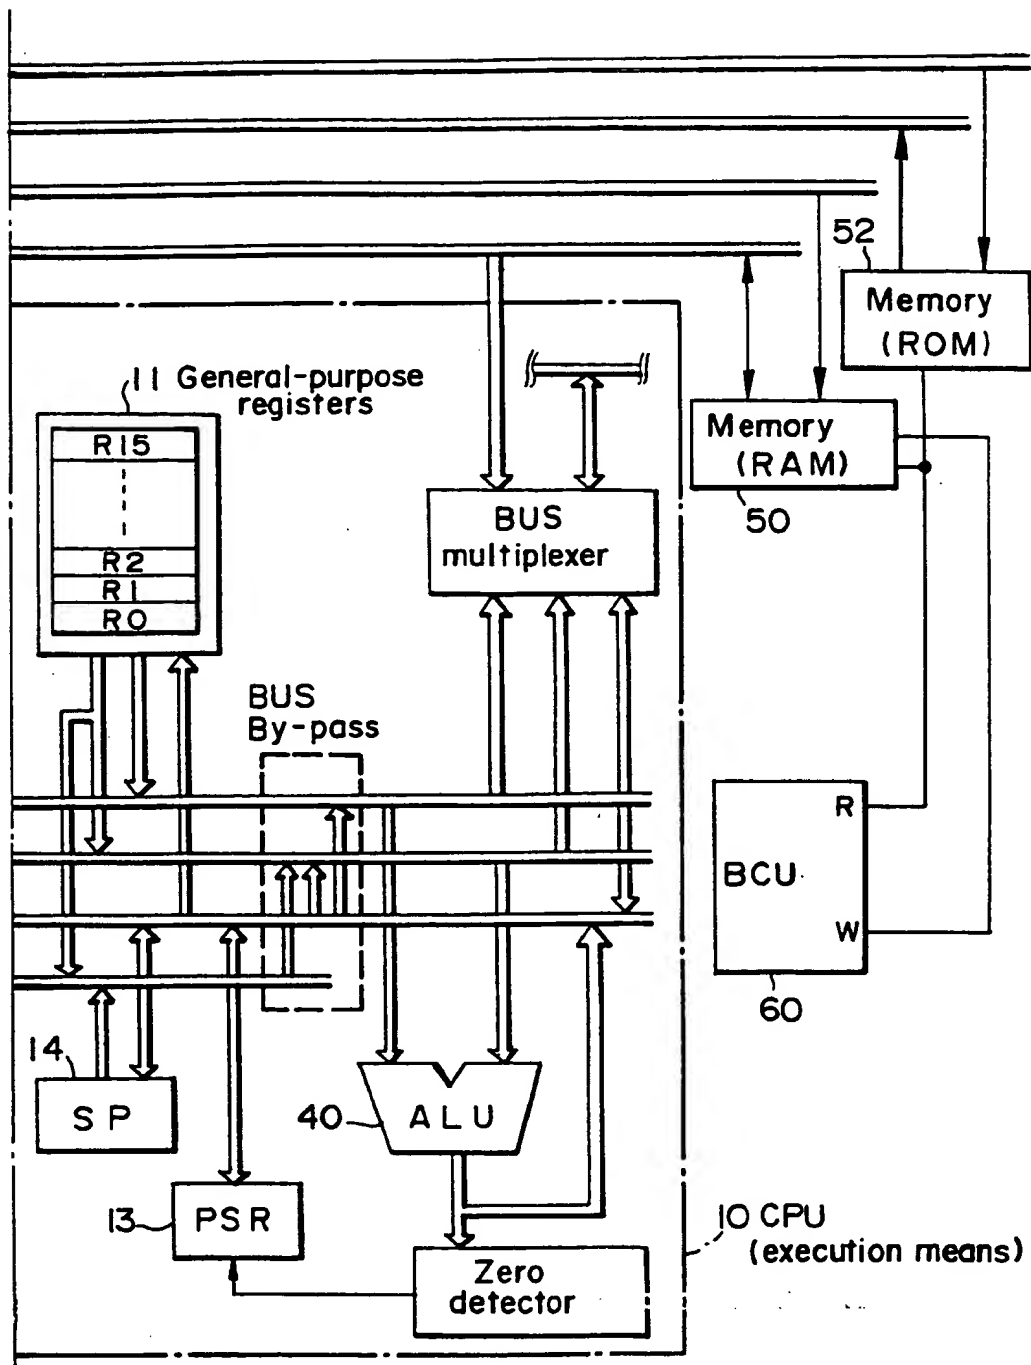 52
Memory
(ROM)
11 General-purpose
registers
R15
R2
R1
R0
Memory
(RAM)
50
BUS
multiplexer
BUS
By-pass
R
BCU
W
60
14
SP
40
ALU
13
PSR
10 CPU
(execution means)
Zero
detector